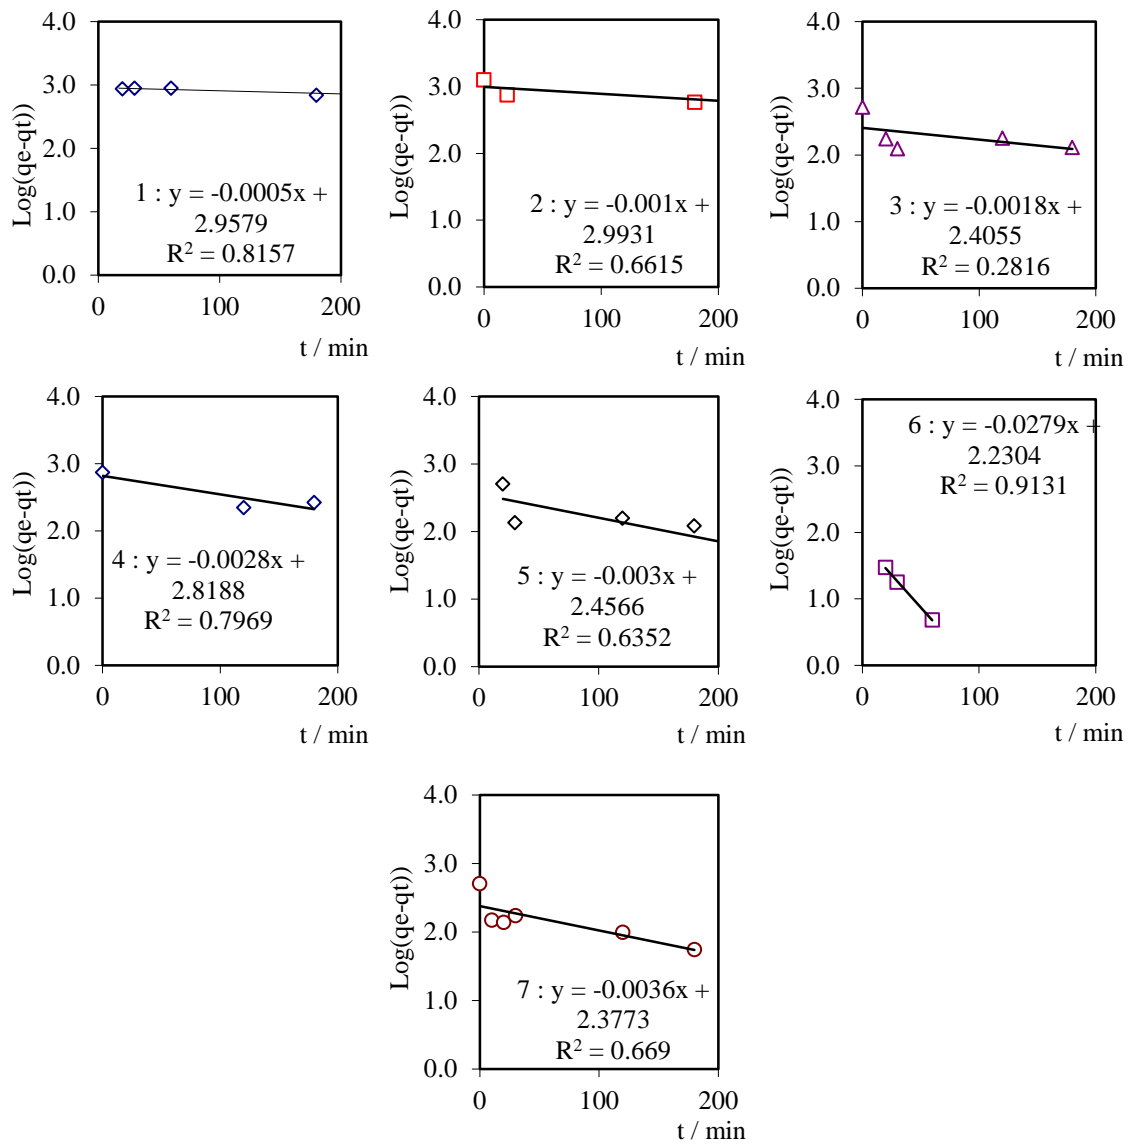 4.0
3.0
2.0
1.0
0.0
Log(qe-qt))
1 : y = -0.0005x +
2.9579
R² = 0.8157
0 100 200
t / min
4.0
3.0
2.0
1.0
0.0
Log(qe-qt))
2 : y = -0.001x +
2.9931
R² = 0.6615
0 100 200
t / min
4.0
3.0
2.0
1.0
0.0
Log(qe-qt))
3 : y = -0.0018x +
2.4055
R² = 0.2816
0 100 200
t / min
4.0
3.0
2.0
1.0
0.0
Log(qe-qt))
4 : y = -0.0028x +
2.8188
R² = 0.7969
0 100 200
t / min
4.0
3.0
2.0
1.0
0.0
Log(qe-qt))
5 : y = -0.003x +
2.4566
R² = 0.6352
0 100 200
t / min
4.0
3.0
2.0
1.0
0.0
Log(qe-qt))
6 : y = -0.0279x +
2.2304
R² = 0.9131
0 100 200
t / min
4.0
3.0
2.0
1.0
0.0
Log(qe-qt))
7 : y = -0.0036x +
2.3773
R² = 0.669
0 100 200
t / min